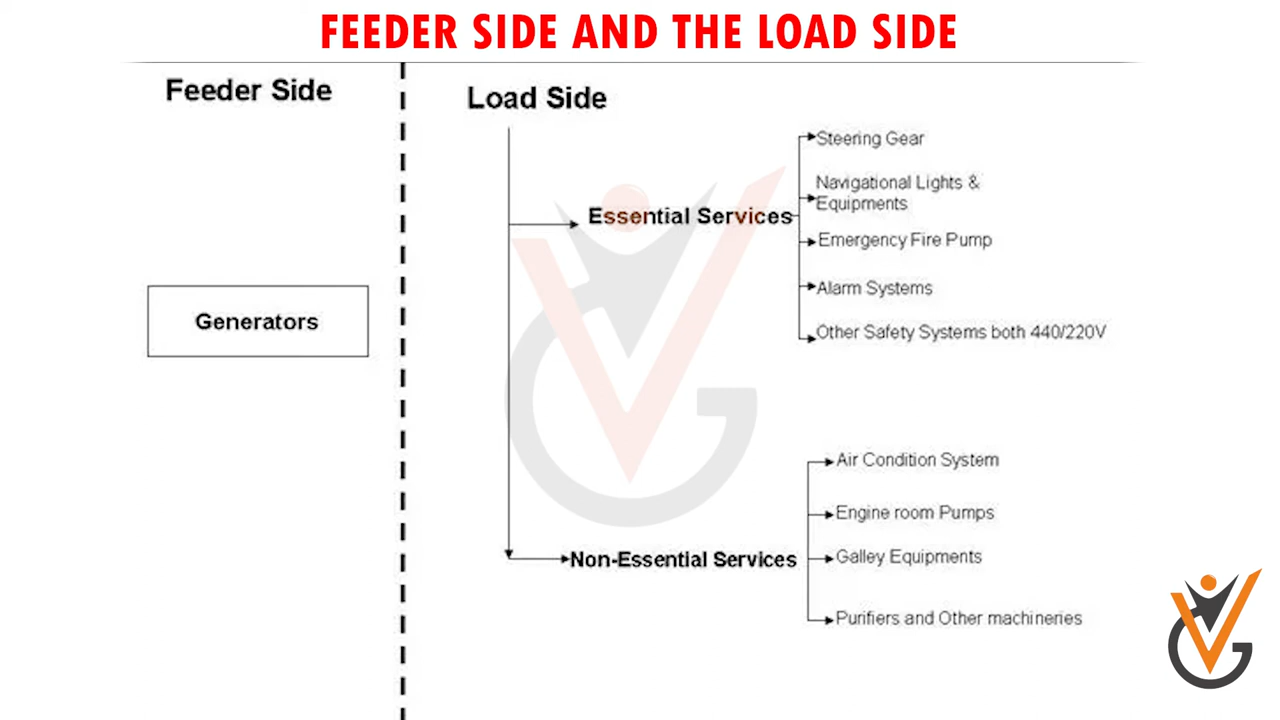 FEEDER SIDE AND THE LOAD SIDE
Feeder Side
Generators
Load Side
Essential Services
Steering Gear
Navigational Lights &
Equipments
Emergency Fire Pump
Alarm Systems
Other Safety Systems both 440/220V
Non-Essential Services
Air Condition System
Engine room Pumps
Galley Equipments
Purifiers and Other machineries